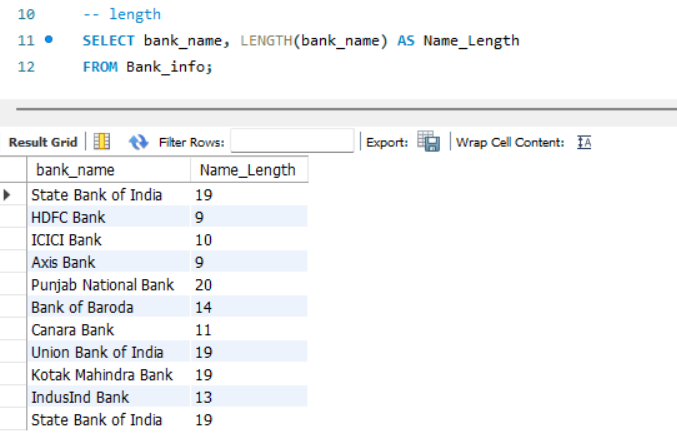 10 -- length
11 SELECT bank_name, LENGTH(bank_name) AS Name_Length
12 FROM Bank_info;
Result Grid Filter Rows: Export: Wrap Cell Content: IA
bank_name Name_Length
State Bank of India 19
HDFC Bank 9
ICICI Bank 10
Axis Bank 9
Punjab National Bank 20
Bank of Baroda 14
Canara Bank 11
Union Bank of India 19
Kotak Mahindra Bank 19
IndusInd Bank 13
State Bank of India 19